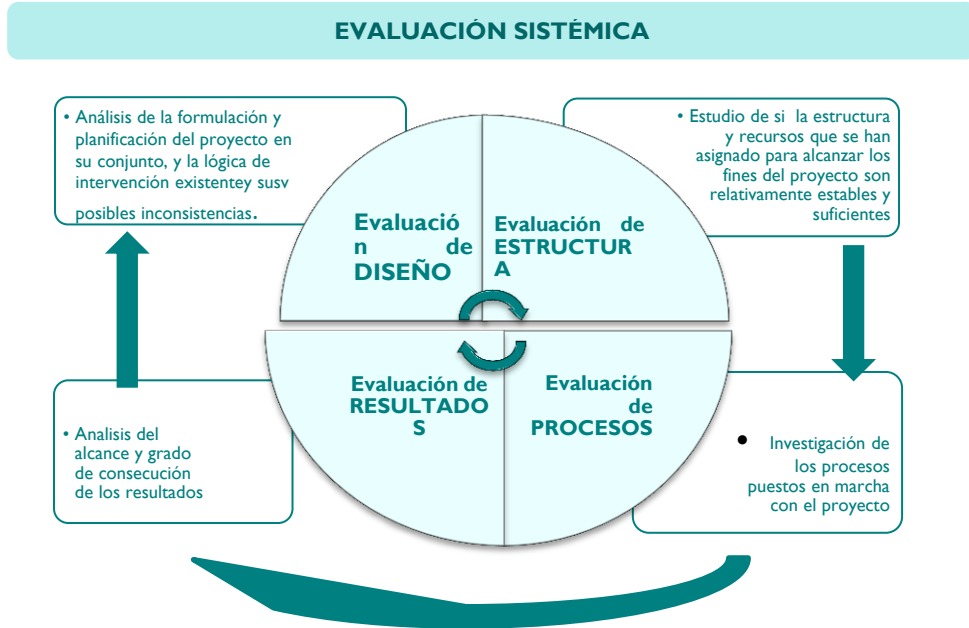 EVALUACIÓN SISTÉMICA
• Análisis de la formulación y
planificación del proyecto en
su conjunto, y la lógica de
intervención existentey susv
posibles inconsistencias.
• Estudio de si la estructura
y recursos que se han
asignado para alcanzar los
fines del proyecto son
relativamente estables y
suficientes
Evaluació
n de
DISEÑO
Evaluación de
ESTRUCTUR
A
Evaluación de
RESULTADO
S
Evaluación
de
PROCESOS
• Analisis del
alcance y grado
de consecución
de los resultados
• Investigación de
los procesos
puestos en marcha
con el proyecto